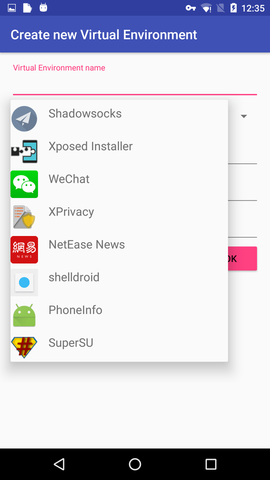 12:35
Create new Virtual Environment
Virtual Environment name
Shadowsocks
Xposed Installer
WeChat
XPrivacy
網易
NEWS
NetEase News
shelldroid
PhoneInfo
SuperSU
OK